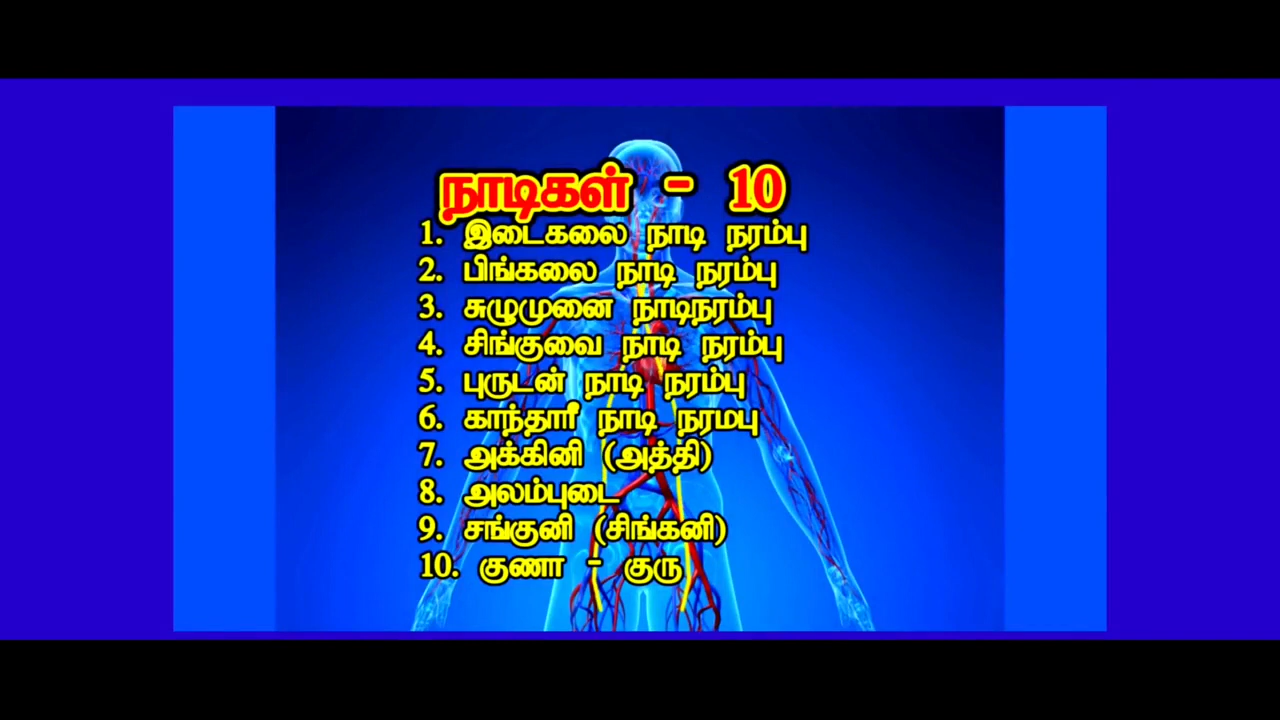 நாடிகள் - 10
1. இடைகலை நாடி நரம்பு
2. பிங்கலை நாடி நரம்பு
3. சுழுமுனை நாடிநரம்பு
4. சிங்குவை நாடி நரம்பு
5. புருடன் நாடி நரம்பு
6. காந்தாரீ நாடி நரமபு
7. அக்கினி (அத்தி)
8. அலம்புடை
9. சங்குனி (சிங்கனி)
10. குணா - குரு